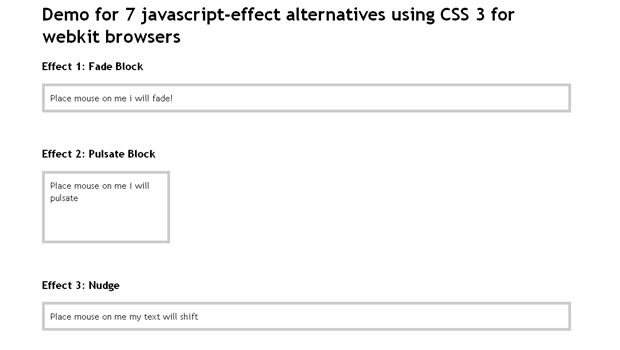 Demo for 7 javascript-effect alternatives using CSS 3 for
webkit browsers
Effect 1: Fade Block
Place mouse on me i will fade!
Effect 2: Pulsate Block
Place mouse on me i will
pulsate
Effect 3: Nudge
Place mouse on me my text will shift